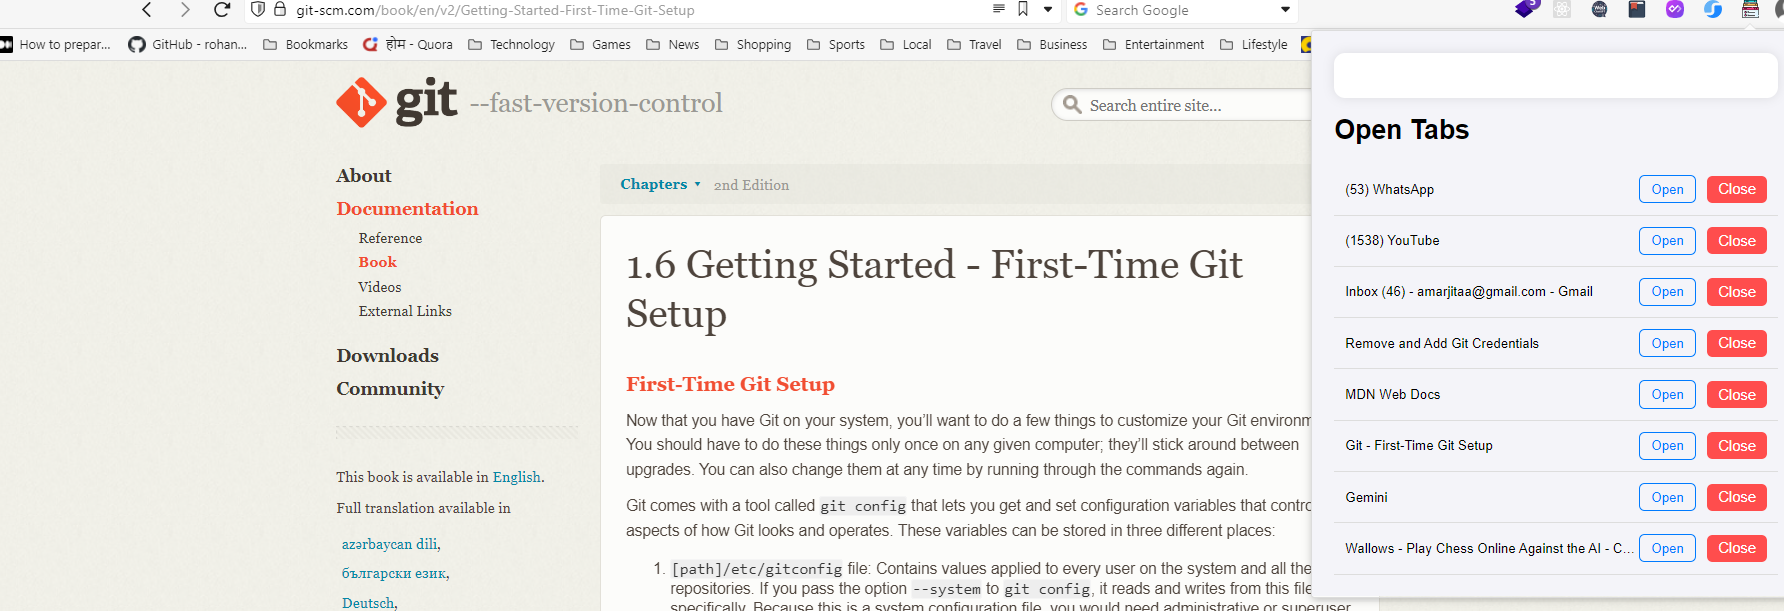 git-scm.com/book/en/v2/Getting-Started-First-Time-Git-Setup
Search Google
5
How to prepar...
GitHub - rohan...
Bookmarks
होम - Quora
Technology
Games
News
Shopping
Sports
Local
Travel
Business
Entertainment
Lifestyle
git --fast-version-control
Search entire site...
About
Documentation
Reference
Book
Videos
External Links
Downloads
Community
This book is available in English.
Full translation available in
azərbaycan dili,
български език,
Deutsch,
Chapters ▾ 2nd Edition
1.6 Getting Started - First-Time Git
Setup
First-Time Git Setup
Now that you have Git on your system, you’ll want to do a few things to customize your Git environm
You should have to do these things only once on any given computer; they’ll stick around between
upgrades. You can also change them at any time by running through the commands again.
Git comes with a tool called git config that lets you get and set configuration variables that contro
aspects of how Git looks and operates. These variables can be stored in three different places:
1. [path]/etc/gitconfig file: Contains values applied to every user on the system and all the
repositories. If you pass the option --system to git config, it reads and writes from this file
specifically. Because this is a system configuration file, you would need administrative or superuser
Open Tabs
(53) WhatsApp Open Close
(1538) YouTube Open Close
Inbox (46) - amarjitaa@gmail.com - Gmail Open Close
Remove and Add Git Credentials Open Close
MDN Web Docs Open Close
Git - First-Time Git Setup Open Close
Gemini Open Close
Wallows - Play Chess Online Against the AI - C... Open Close